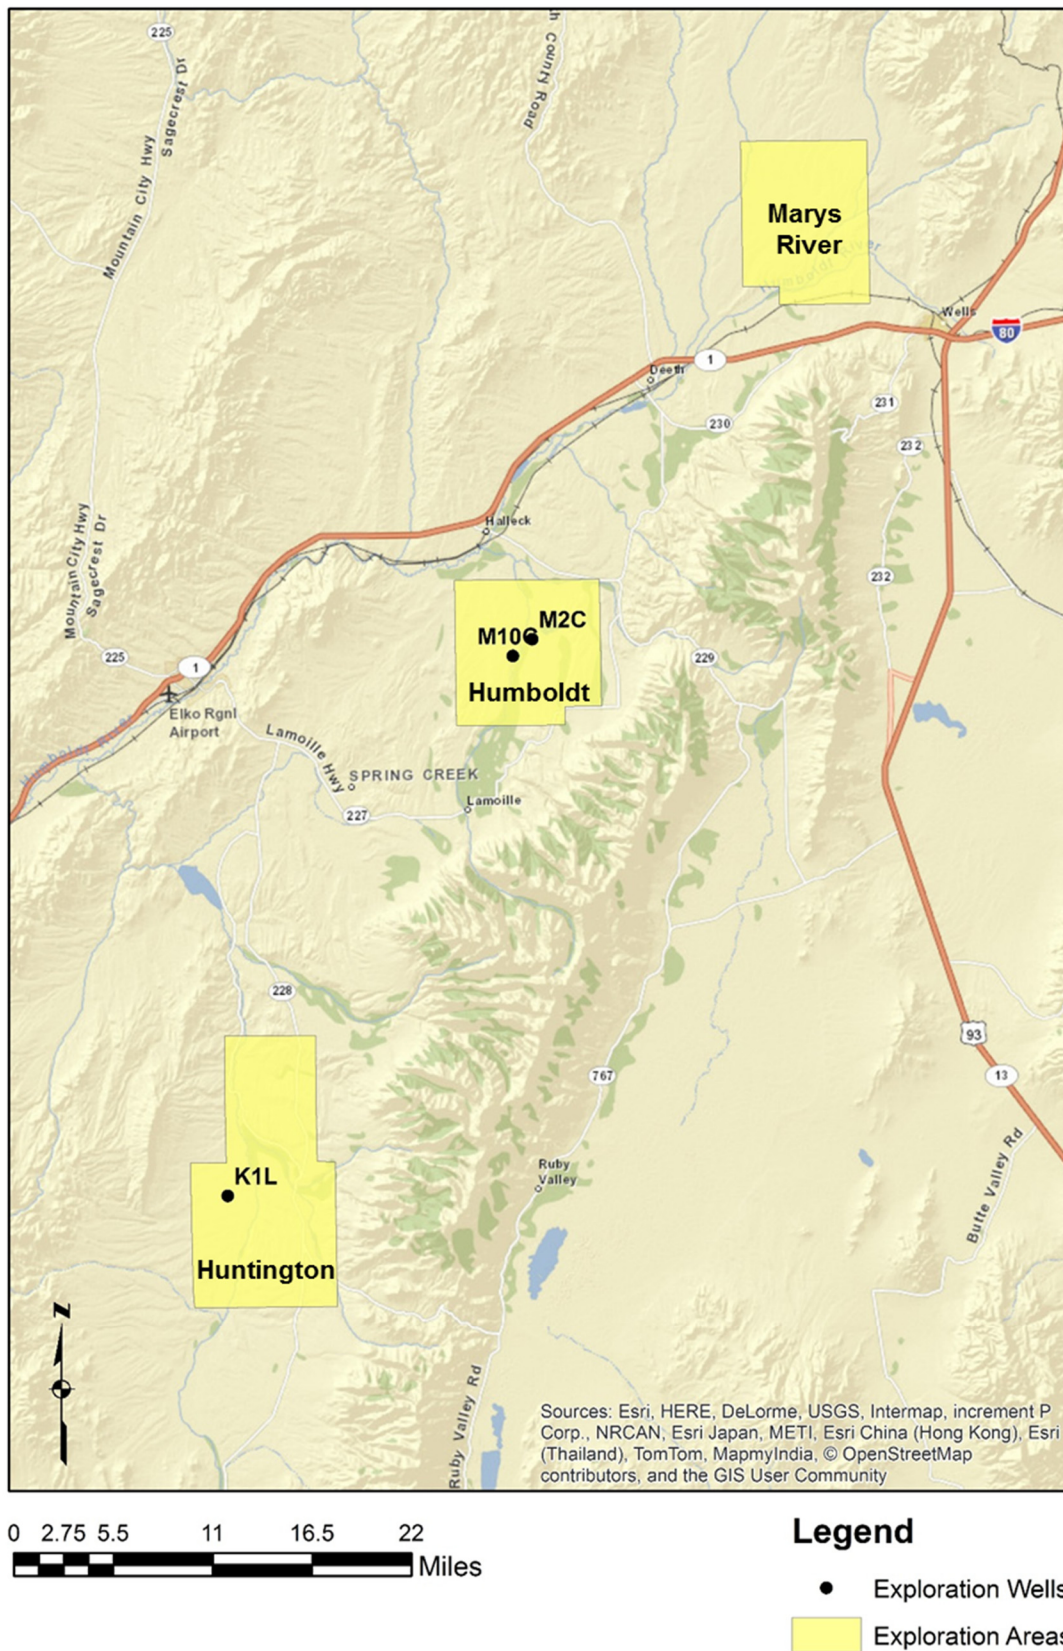 225
Sagecrest Dr
Mountain City Hwy
h County Road
Marys
River
Humboldt River
Wells
80
1
Deeth
230
231
232
Halleck
Mountain City Hwy
Sagecrest Dr
232
M2C
M10C
225
1
229
Humboldt
Elko Rgnl
Airport
Lamoille Hwy
SPRING CREEK
Lamoille
227
228
93
13
767
Butte Valley Rd
Ruby
Valley
K1L
Huntington
N
Ruby Valley Rd
Sources: Esri, HERE, DeLorme, USGS, Intermap, increment P
Corp., NRCAN, Esri Japan, METI, Esri China (Hong Kong), Esri
(Thailand), TomTom, MapmyIndia, © OpenStreetMap
contributors, and the GIS User Community
0 2.75 5.5 11 16.5 22
Miles
Legend
Exploration Wells
Exploration Areas